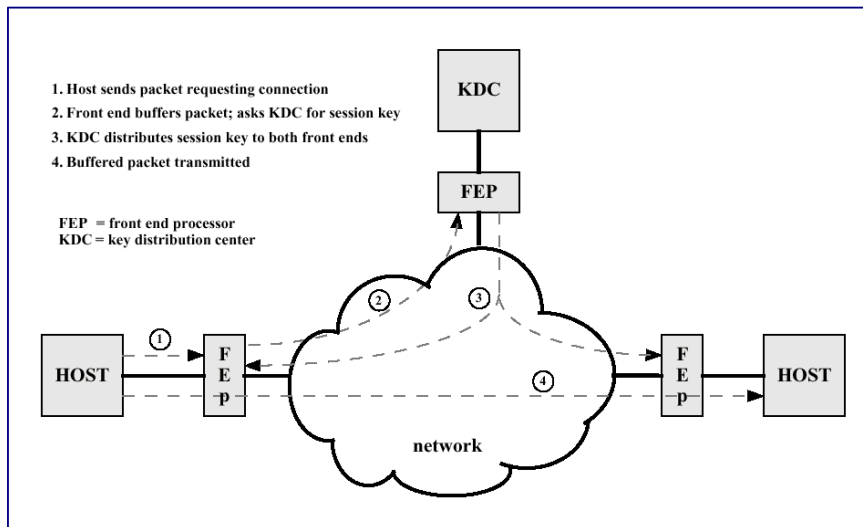 1. Host sends packet requesting connection
2. Front end buffers packet; asks KDC for session key
3. KDC distributes session key to both front ends
4. Buffered packet transmitted
FEP = front end processor
KDC = key distribution center
KDC
FEP
2
3
1
HOST
F
E
p
4
F
E
p
HOST
network